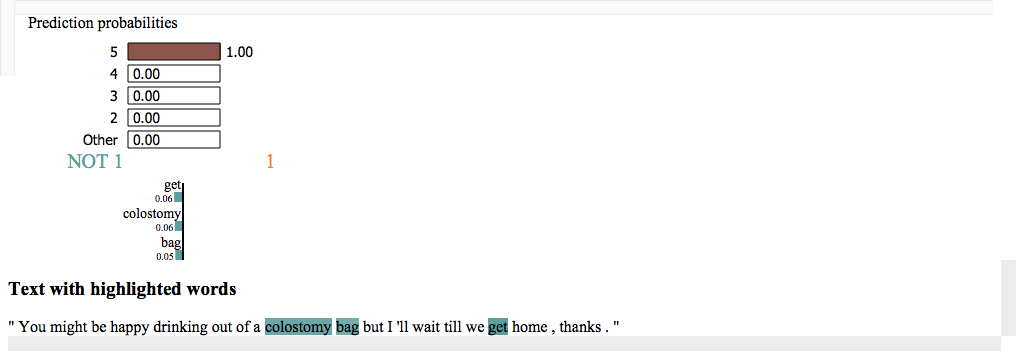 Prediction probabilities
5 1.00
4 0.00
3 0.00
2 0.00
Other 0.00
NOT 1 1
get
0.06
colostomy
0.06
bag
0.05
Text with highlighted words
" You might be happy drinking out of a colostomy bag but I 'll wait till we get home , thanks . "